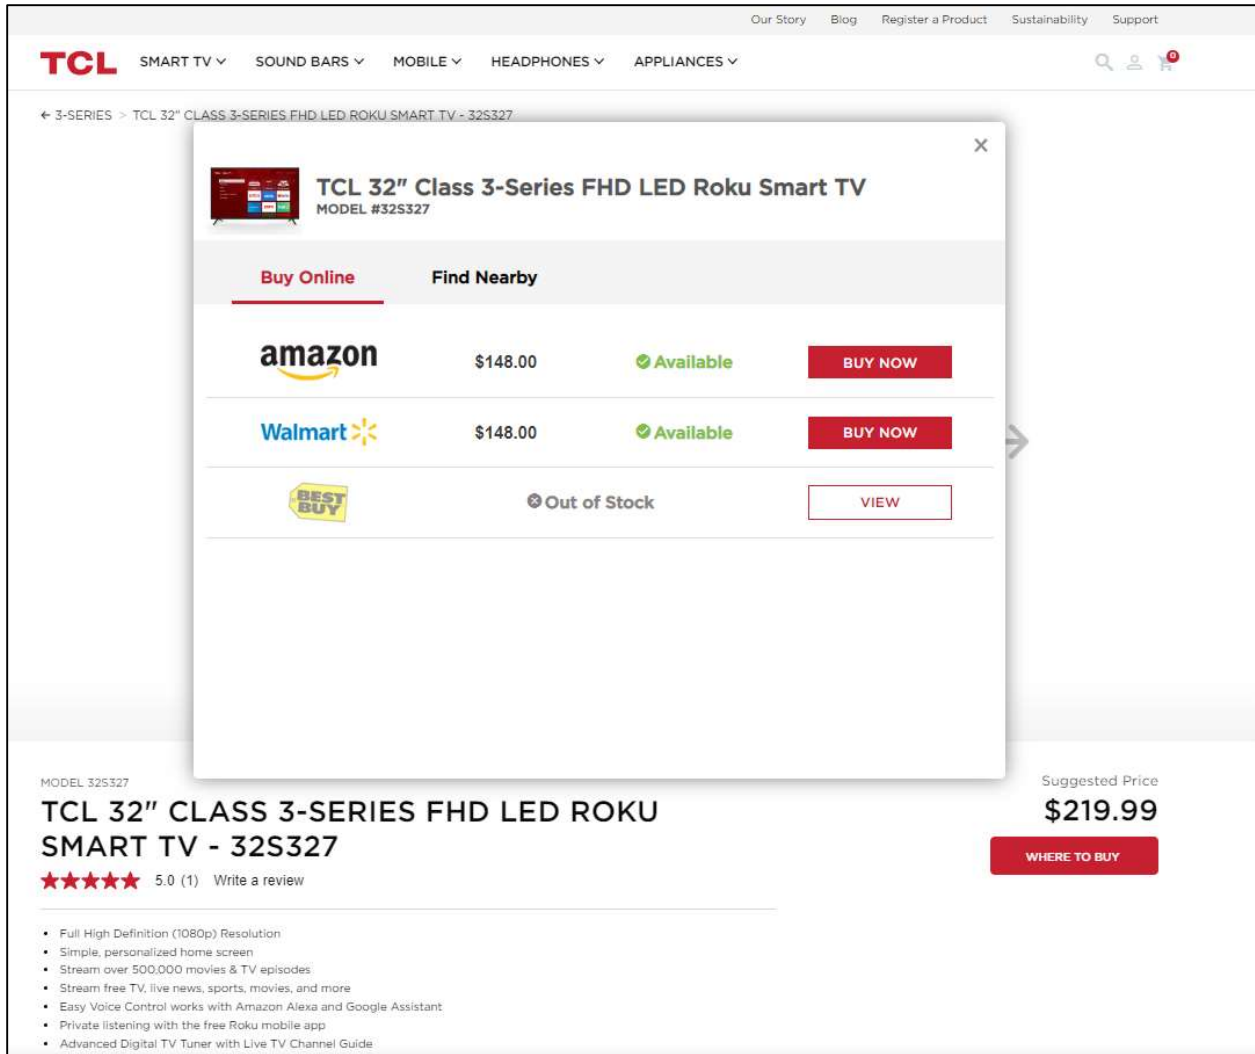 Our Story Blog Register a Product Sustainability Support
TCL SMART TV SOUND BARS MOBILE HEADPHONES APPLIANCES 0
← 3-SERIES > TCL 32" CLASS 3-SERIES FHD LED ROKU SMART TV - 32S327
×
TCL 32" Class 3-Series FHD LED Roku Smart TV
MODEL #32S327
Buy Online Find Nearby
amazon $148.00 Available BUY NOW
Walmart $148.00 Available BUY NOW
BEST BUY Out of Stock VIEW
MODEL 32S327
TCL 32" CLASS 3-SERIES FHD LED ROKU
SMART TV - 32S327
5.0 (1) Write a review
Suggested Price
$219.99
WHERE TO BUY
• Full High Definition (1080p) Resolution
• Simple, personalized home screen
• Stream over 500,000 movies & TV episodes
• Stream free TV, live news, sports, movies, and more
• Easy Voice Control works with Amazon Alexa and Google Assistant
• Private listening with the free Roku mobile app
• Advanced Digital TV Tuner with Live TV Channel Guide